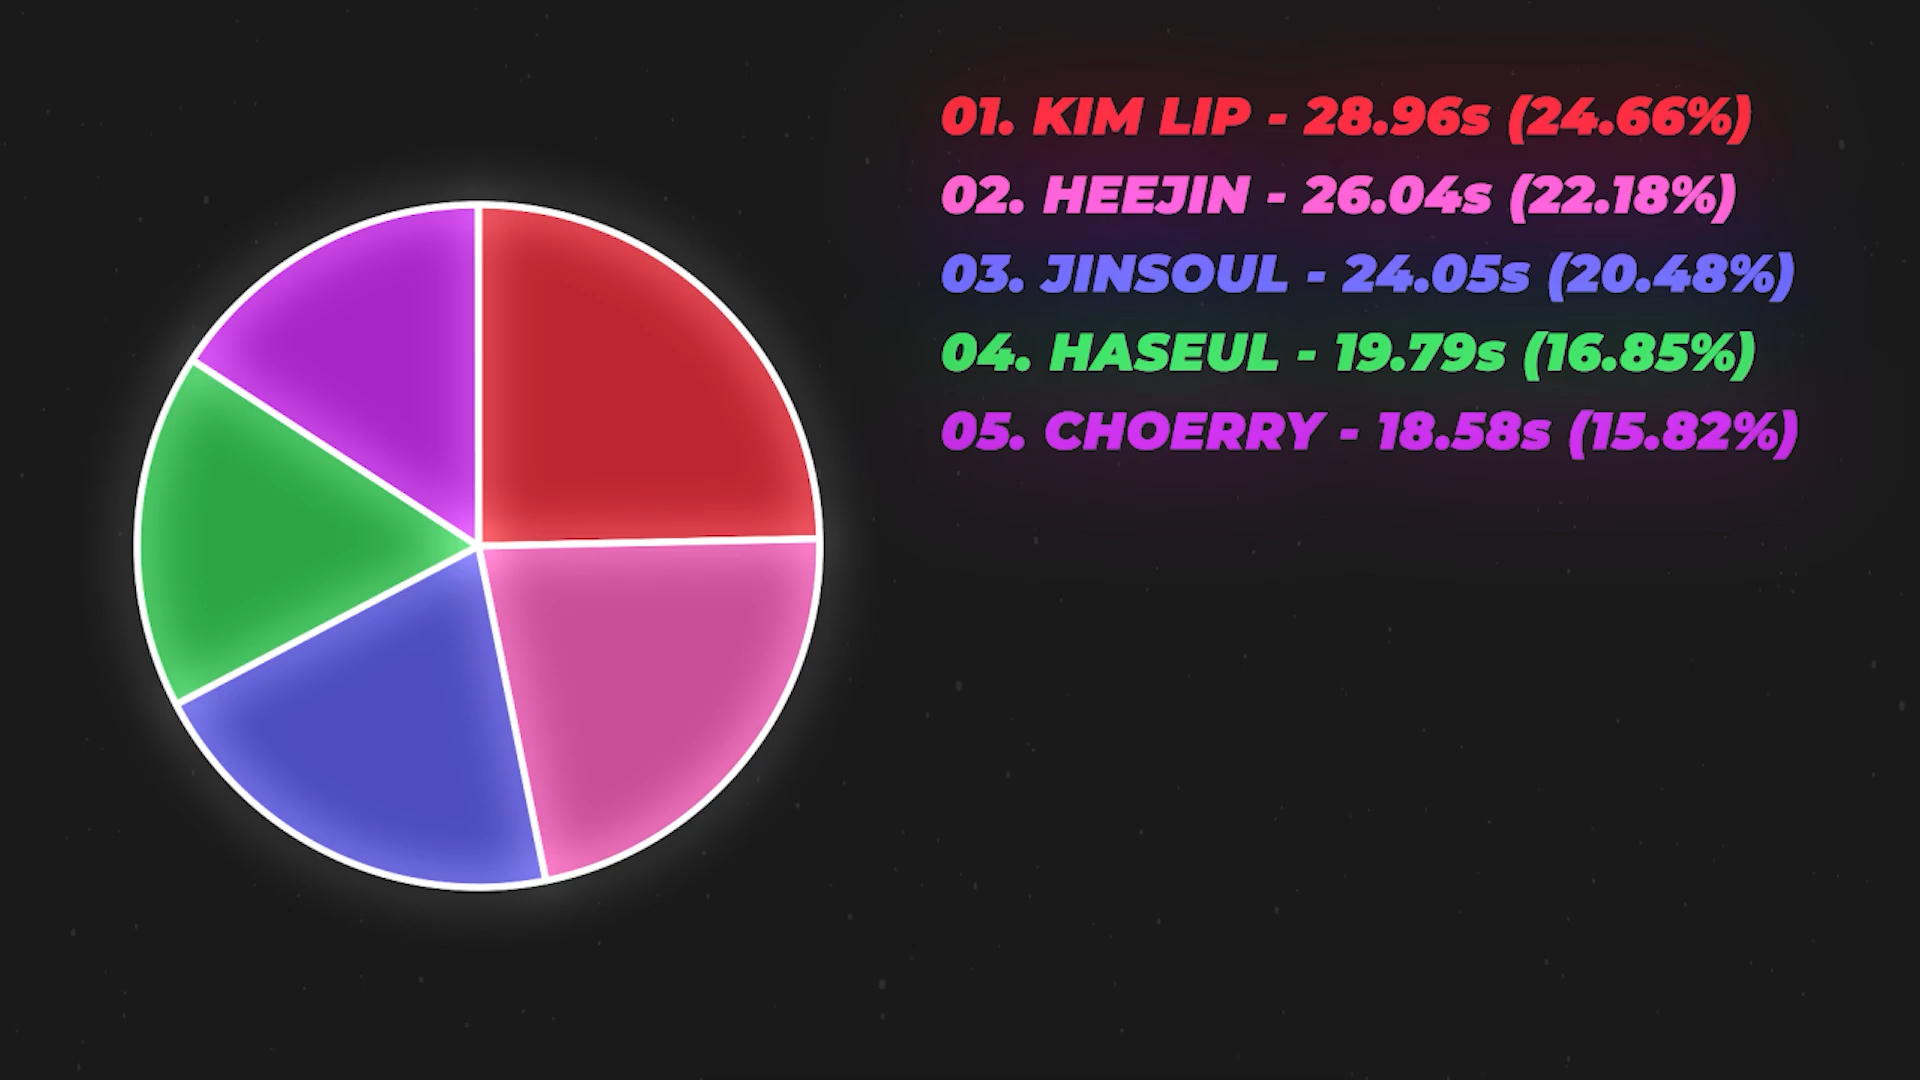 01. KIM LIP - 28.96s (24.66%)
02. HEEJIN - 26.04s (22.18%)
03. JINSOUL - 24.05s (20.48%)
04. HASEUL - 19.79s (16.85%)
05. CHOERRY - 18.58s (15.82%)